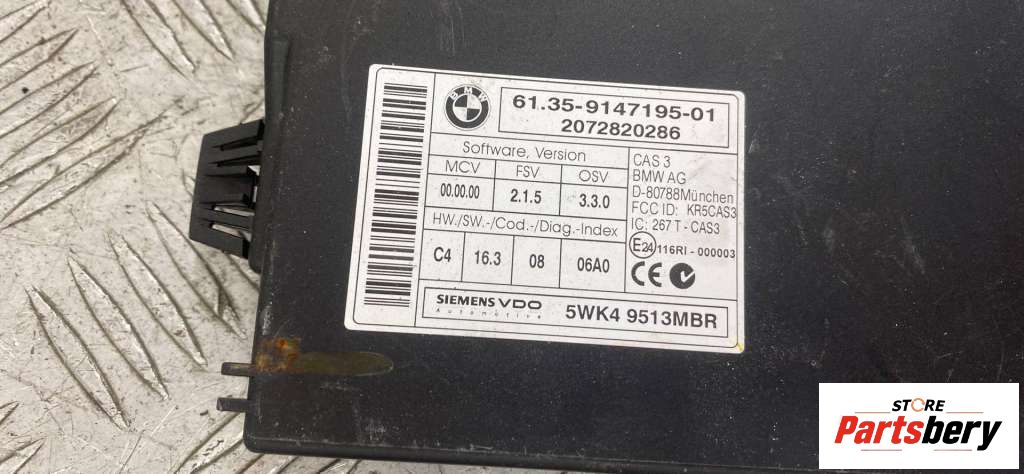 BMW
61.35-9147195-01
2072820286
Software, Version
MCV FSV OSV
00.00.00 2.1.5 3.3.0
HW./SW.-/Cod.-/Diag.-Index
C4 16.3 08 06A0
CAS 3
BMW AG
D-80788München
FCC ID: KR5CAS3
IC: 267 T - CAS3
E24 116RI - 000003
CE
SIEMENS VDO
Automotive
5WK4 9513MBR
STORE
Partsbery